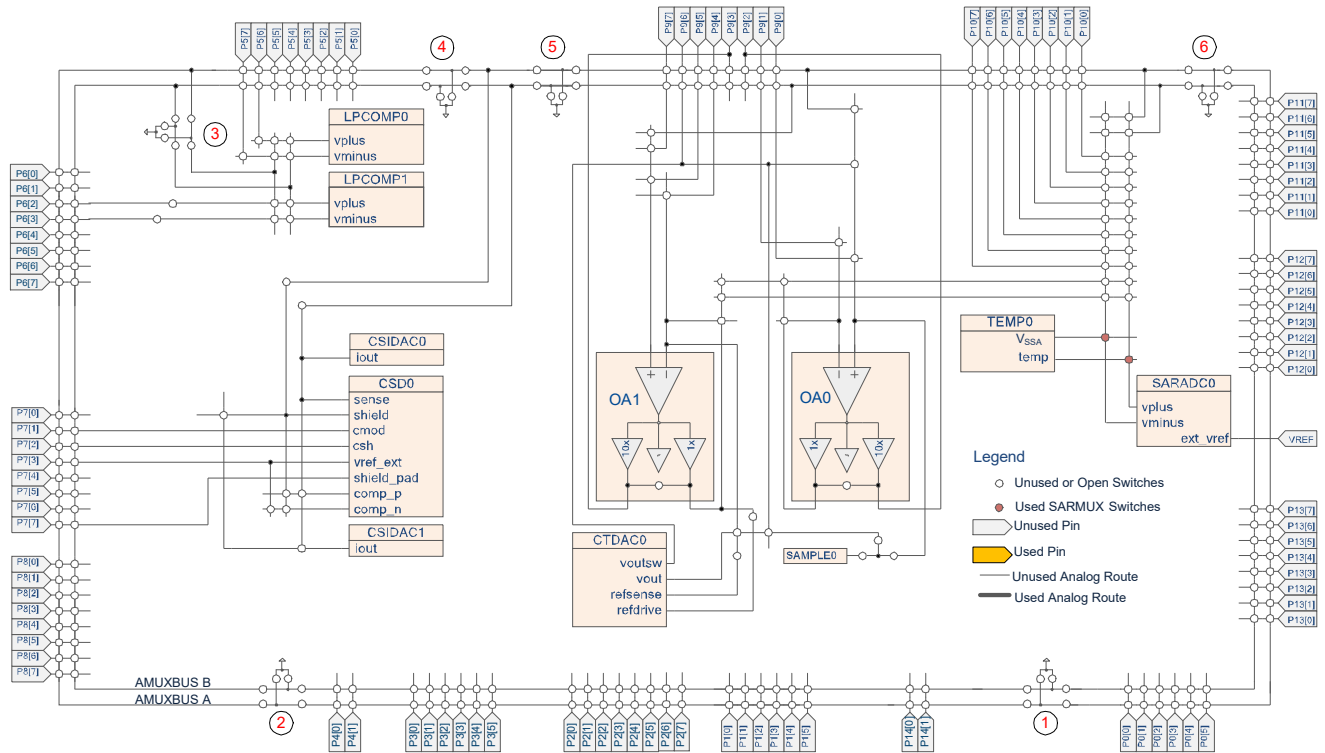 P5[7]
P5[6]
P5[5]
P5[4]
P5[3]
P5[2]
P5[1]
P5[0]
P9[7]
P9[6]
P9[5]
P9[4]
P9[3]
P9[2]
P9[1]
P9[0]
P10[7]
P10[6]
P10[5]
P10[4]
P10[3]
P10[2]
P10[1]
P10[0]
4
5
6
3
LPCOMP0
vplus
vminus
LPCOMP1
vplus
vminus
P6[0]
P6[1]
P6[2]
P6[3]
P6[4]
P6[5]
P6[6]
P6[7]
P11[7]
P11[6]
P11[5]
P11[4]
P11[3]
P11[2]
P11[1]
P11[0]
P12[7]
P12[6]
P12[5]
P12[4]
P12[3]
P12[2]
P12[1]
P12[0]
TEMP0
VSSA
temp
CSIDAC0
iout
CSD0
sense
shield
cmod
csh
vref_ext
shield_pad
comp_p
comp_n
CSIDAC1
iout
OA1
+ −
10x
1x
OA0
+ −
1x
10x
SARADC0
vplus
vminus
ext_vref
VREF
P7[0]
P7[1]
P7[2]
P7[3]
P7[4]
P7[5]
P7[0]
P7[7]
Legend
Unused or Open Switches
Used SARMUX Switches
Unused Pin
Used Pin
Unused Analog Route
Used Analog Route
CTDAC0
voutsw
vout
refsense
refdrive
SAMPLE0
P13[7]
P13[6]
P13[5]
P13[4]
P13[3]
P13[2]
P13[1]
P13[0]
P8[0]
P8[1]
P8[2]
P8[3]
P8[4]
P8[5]
P8[6]
P8[7]
AMUXBUS B
AMUXBUS A
2
1
P4[0]
P4[1]
P3[0]
P3[1]
P3[2]
P3[3]
P3[4]
P3[5]
P2[0]
P2[1]
P2[2]
P2[3]
P2[4]
P2[5]
P2[6]
P2[7]
P1[0]
P1[1]
P1[2]
P1[3]
P1[4]
P1[5]
P14[0]
P14[1]
P0[0]
P0[1]
P0[2]
P0[3]
P0[4]
P0[5]